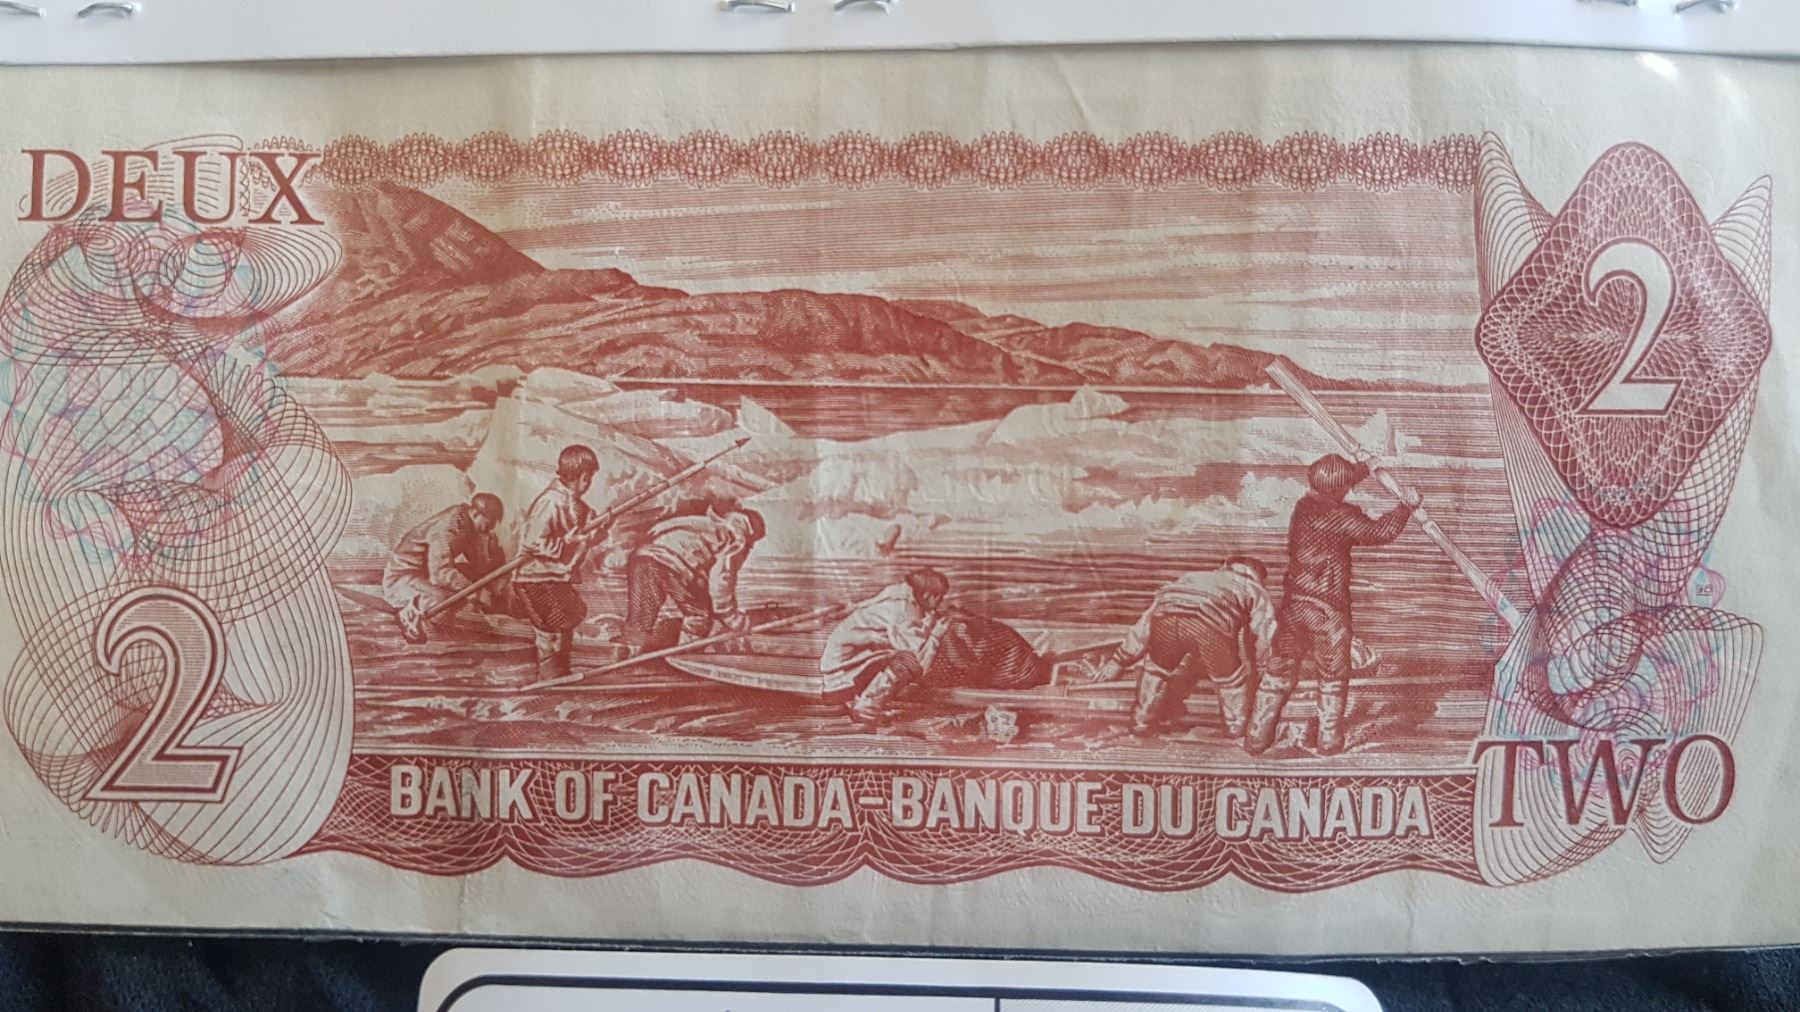 DEUX
2
2
BANK OF CANADA-BANQUE DU CANADA
TWO